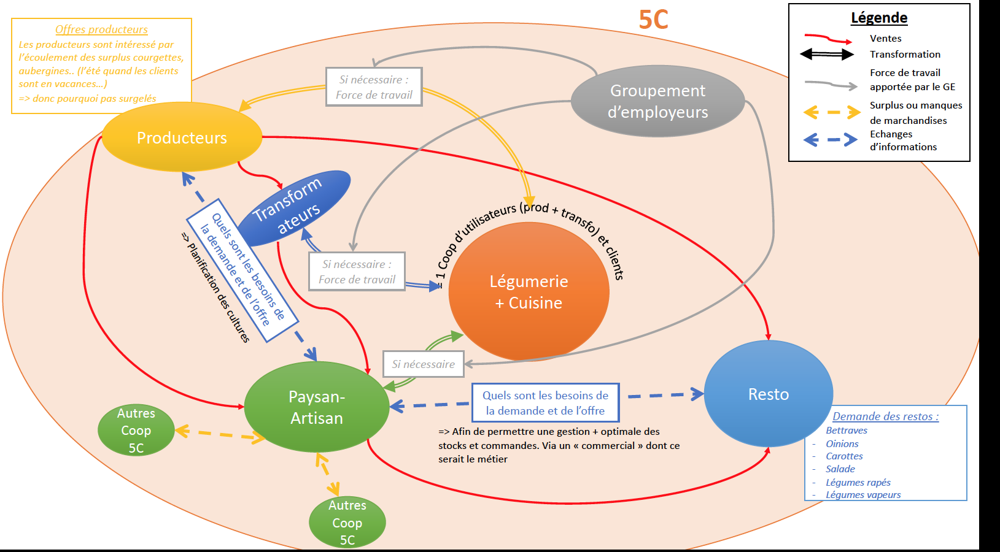 5C
Offres producteurs
Les producteurs sont intéressé par
l'écoulement des surplus courgettes,
aubergines.. (l'été quand les clients
sont en vacances...)
=> donc pourquoi pas surgelés
Légende
Ventes
Transformation
Force de travail
apportée par le GE
Surplus ou manques
de marchandises
Echanges
d'informations
Si nécessaire :
Force de travail
Groupement
d'employeurs
Producteurs
Transform
ateurs
Quels sont les besoins de
la demande et de l'offre
=> Planification des cultures
Si nécessaire :
Force de travail
= 1 Coop d'utilisateurs (prod + transfo) et clients
Légumerie
+ Cuisine
Si nécessaire
Paysan-
Artisan
Quels sont les besoins de
la demande et de l'offre
=> Afin de permettre une gestion + optimale des
stocks et commandes. Via un « commercial » dont ce
serait le métier
Resto
Demande des restos :
Bettraves
- Oinions
- Carottes
- Salade
- Légumes rapés
- Légumes vapeurs
Autres
Coop
5C
Autres
Coop
5C